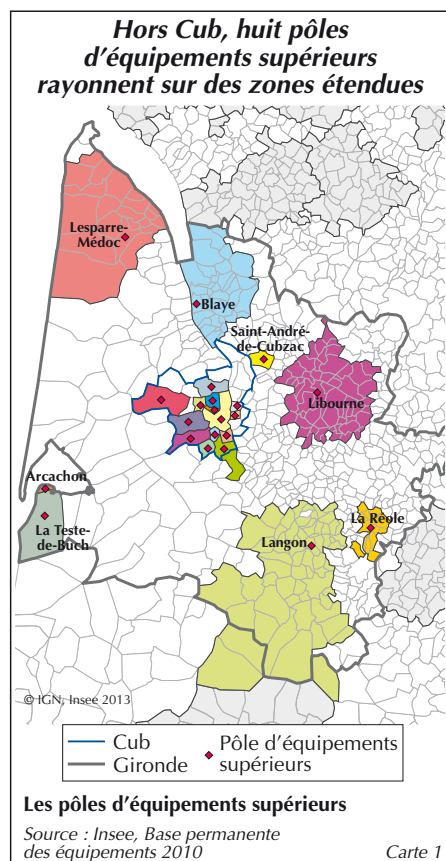 Hors Cub, huit pôles
d'équipements supérieurs
rayonnent sur des zones étendues
Lesparre-
Médoc
Blaye
Saint-André-
de-Cubzac
Libourne
Arcachon
La Teste-
de-Buch
La Réole
Langon
© IGN, Insee 2013
Cub
Gironde
Pôle d'équipements
supérieurs
Les pôles d'équipements supérieurs
Source : Insee, Base permanente
des équipements 2010
Carte 1